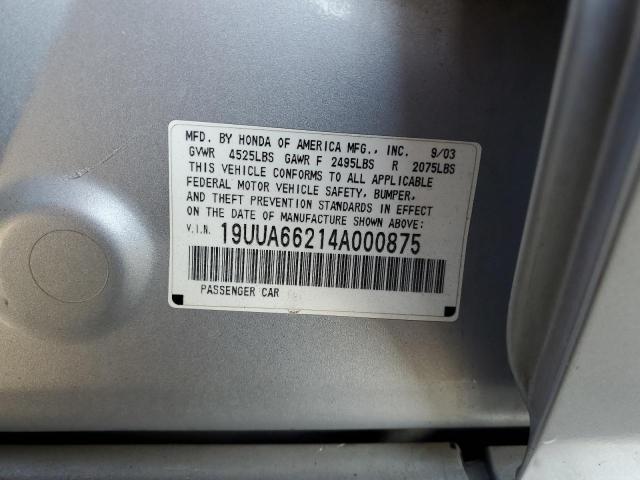 MFD. BY HONDA OF AMERICA MFG., INC. 9/03
GVWR 4525LBS GAWR F 2495LBS R 2075LBS
THIS VEHICLE CONFORMS TO ALL APPLICABLE
FEDERAL MOTOR VEHICLE SAFETY, BUMPER,
AND THEFT PREVENTION STANDARDS IN EFFECT
ON THE DATE OF MANUFACTURE SHOWN ABOVE:
V.I.N. 19UUA66214A000875
PASSENGER CAR